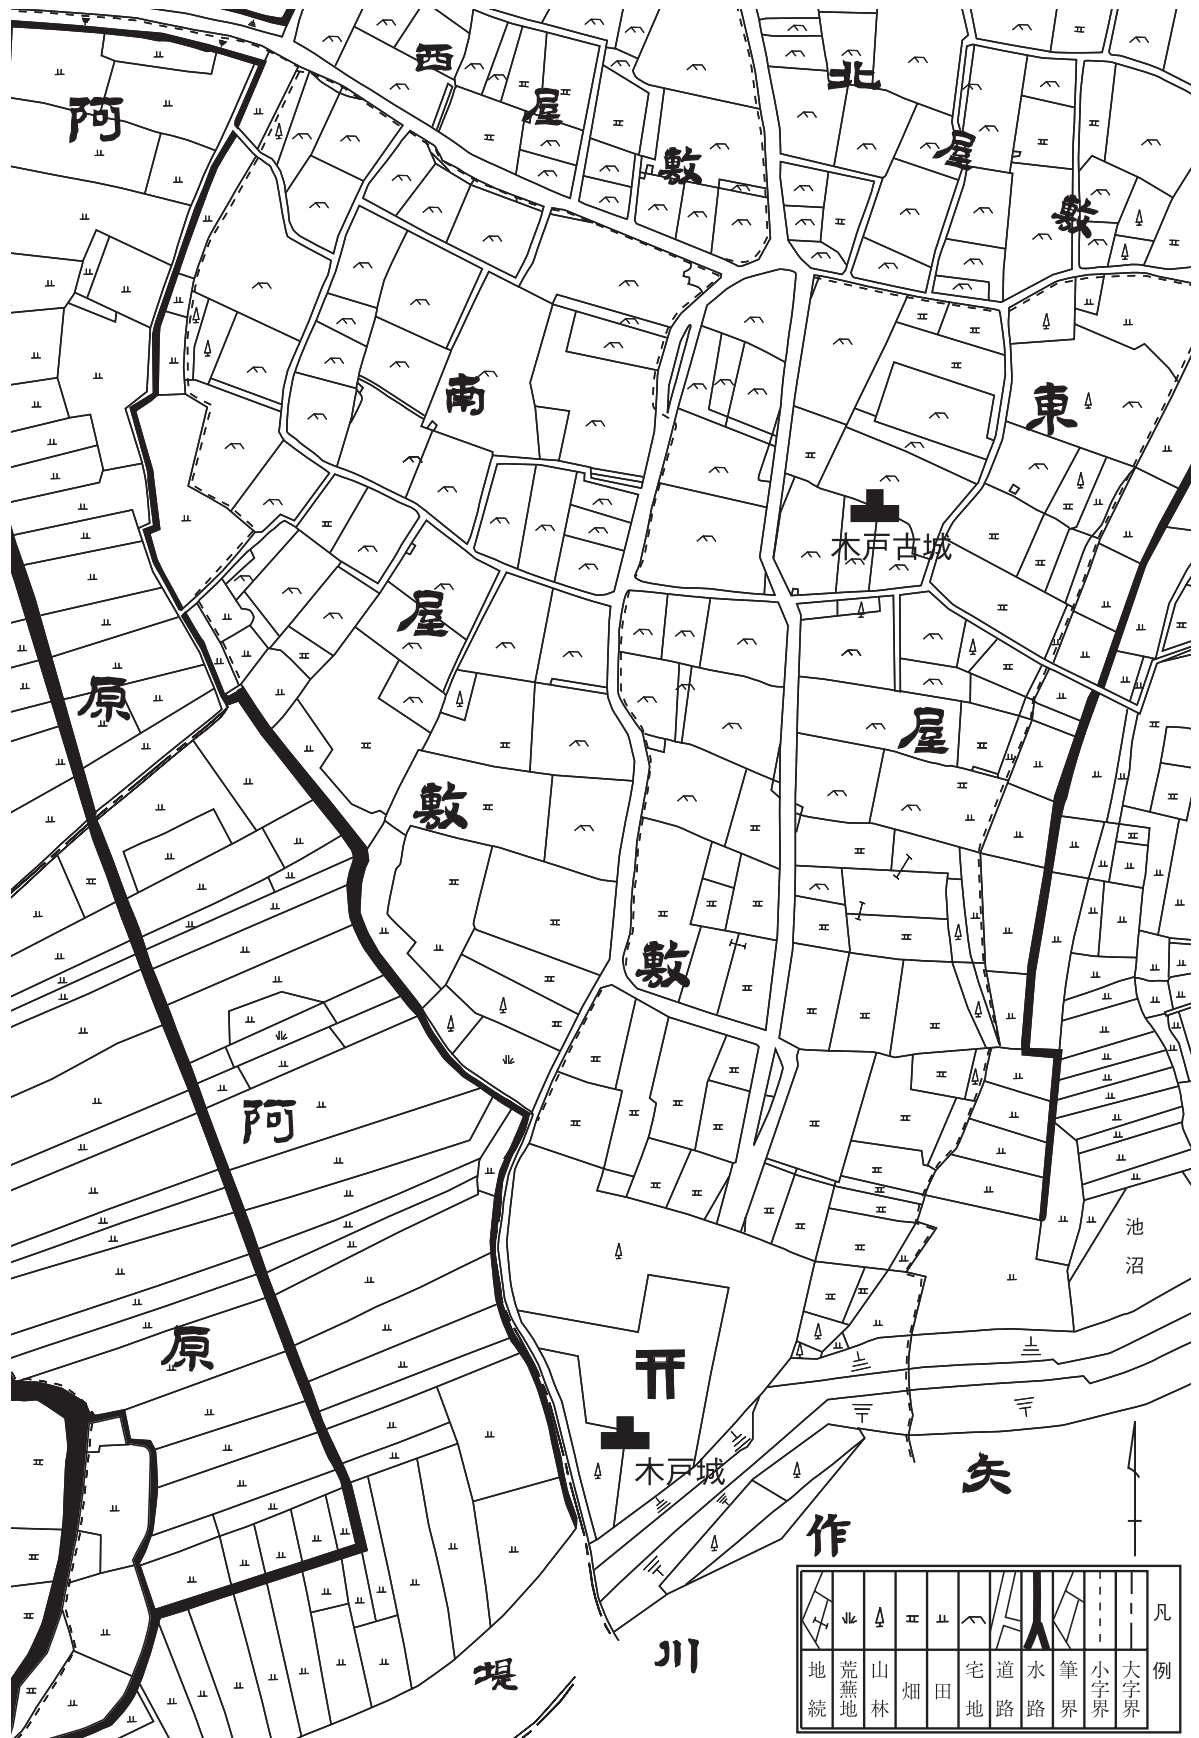 西屋敷
北屋敷
阿原
南屋敷
東屋敷
木戸古城
阿原
木戸城
矢作川
堤
池沼
凡例
大字界
小字界
筆界
水路
道路
宅地
田
畑
山林
荒蕪地
地続